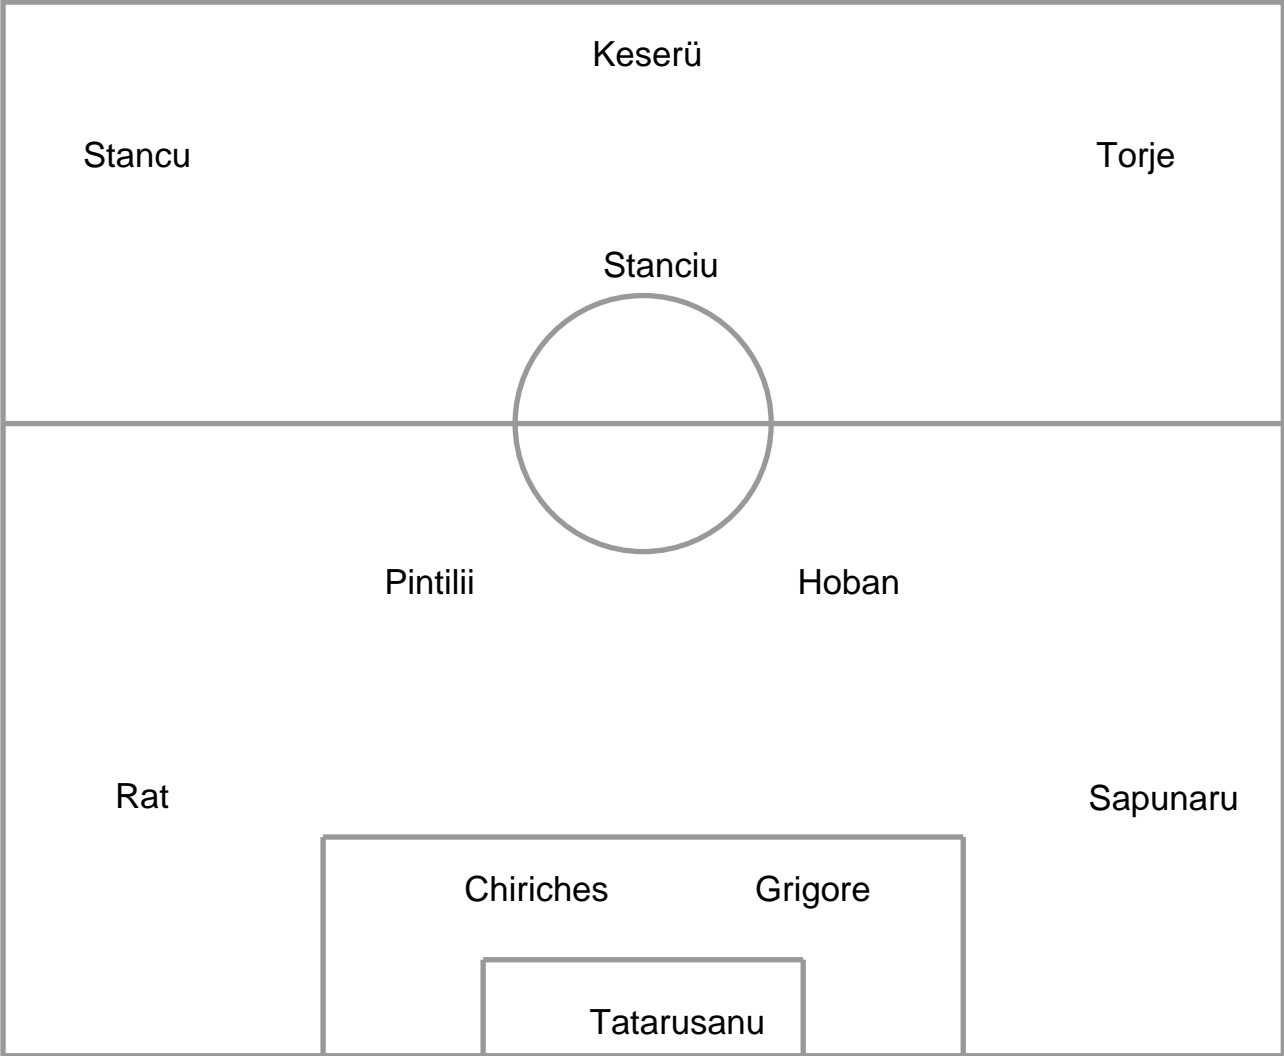 Keserü
Stancu
Torje
Stanciu
Pintilii
Hoban
Rat
Sapunaru
Chiriches
Grigore
Tatarusanu